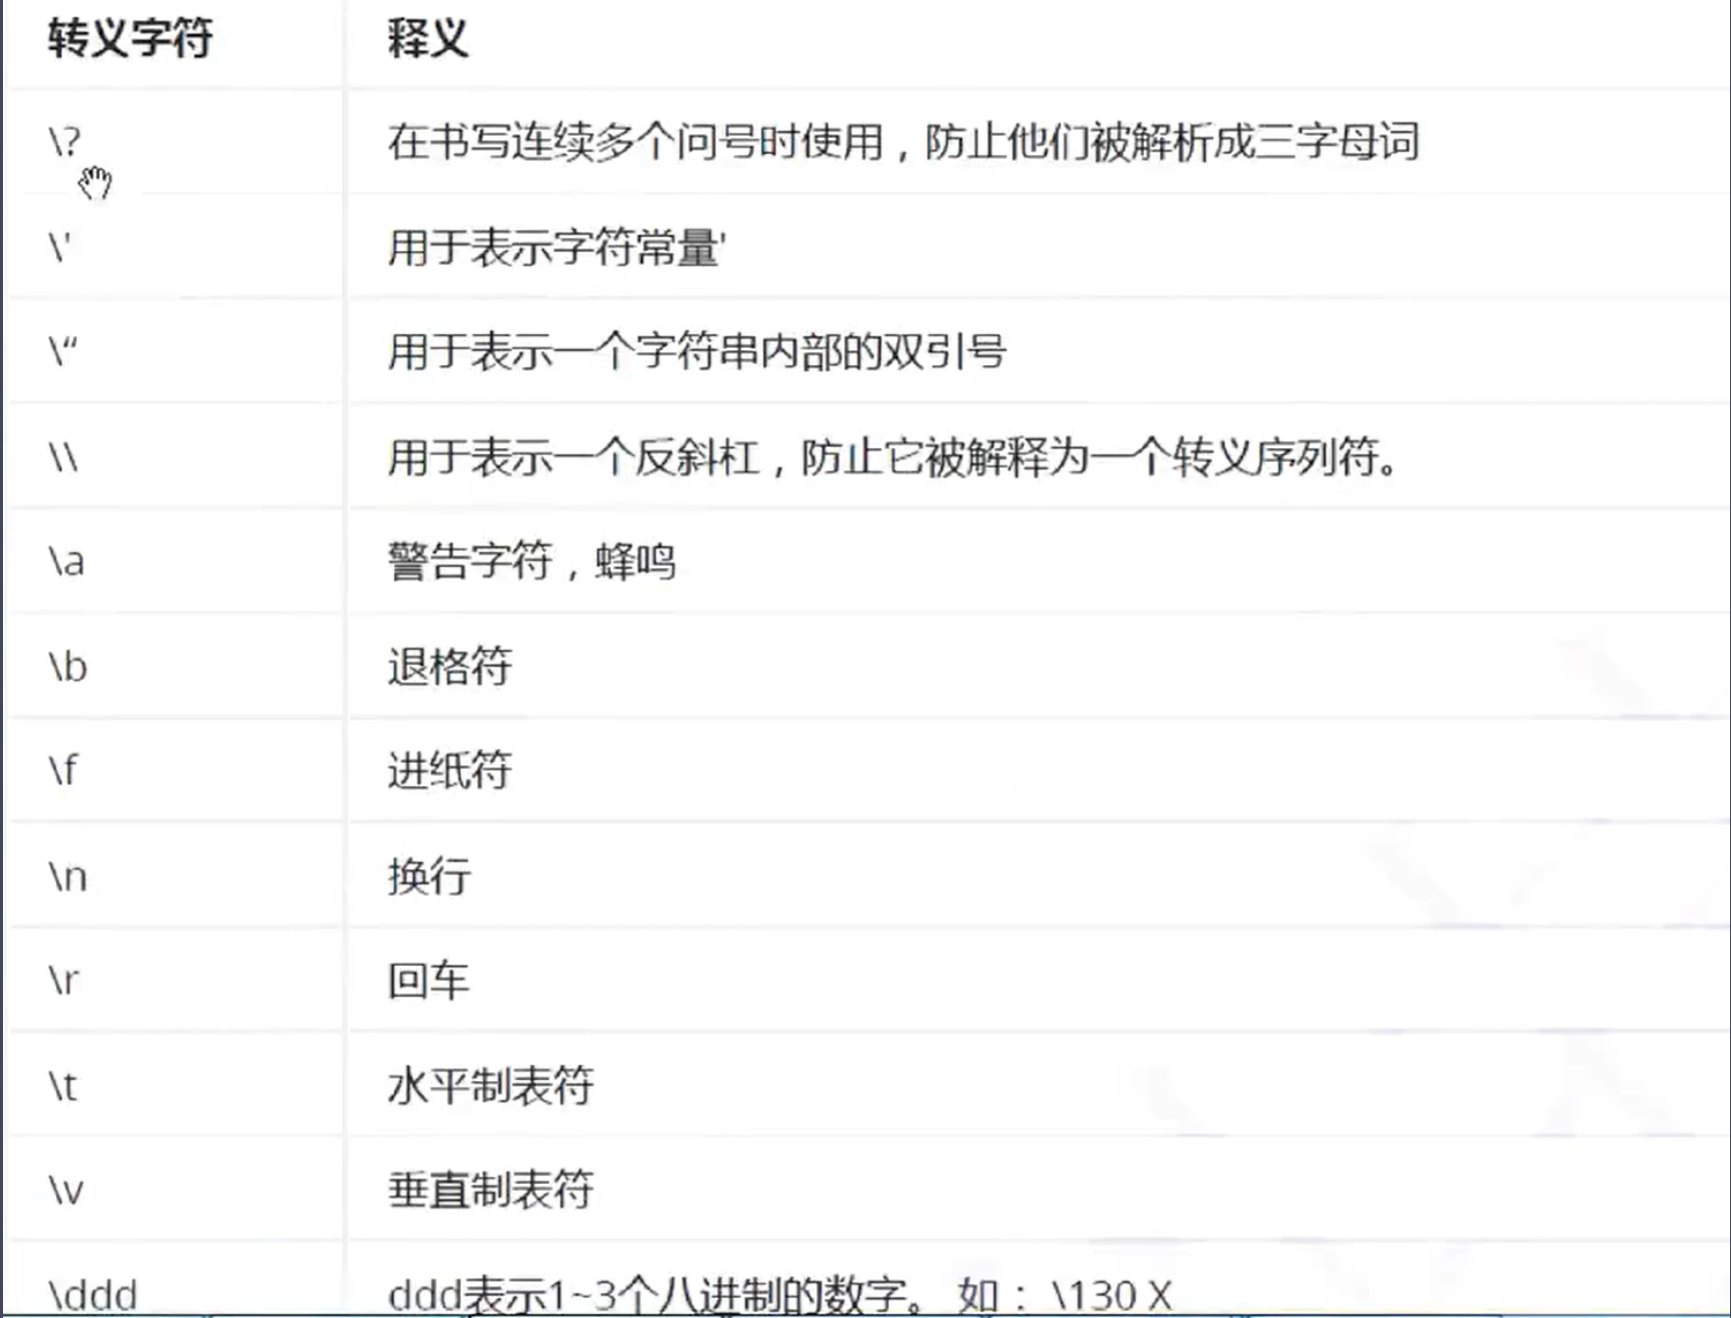 转义字符 释义
\? 在书写连续多个问号时使用，防止他们被解析成三字母词
\' 用于表示字符常量'
\“ 用于表示一个字符串内部的双引号
\\ 用于表示一个反斜杠，防止它被解释为一个转义序列符。
\a 警告字符，蜂鸣
\b 退格符
\f 进纸符
\n 换行
\r 回车
\t 水平制表符
\v 垂直制表符
\ddd ddd表示1~3个八进制的数字。 如：\130 X